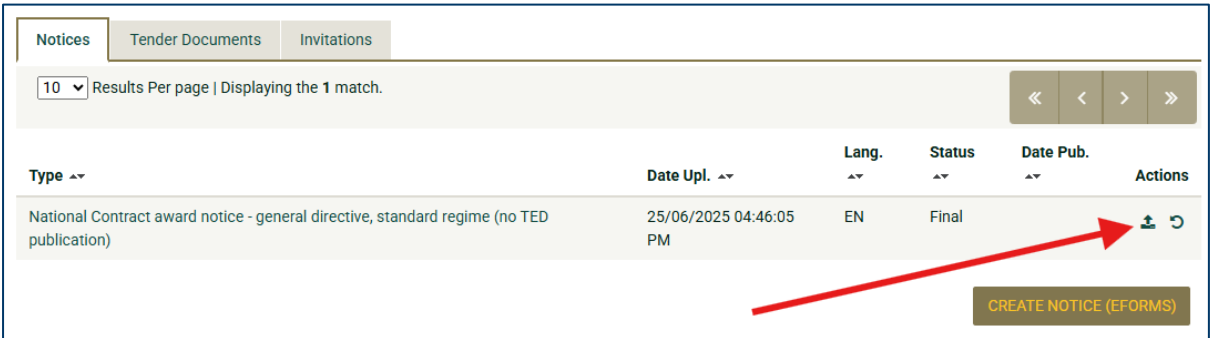 Notices Tender Documents Invitations
10 Results Per page | Displaying the 1 match.
Lang. Status Date Pub.
Type Date Upl. Actions
National Contract award notice - general directive, standard regime (no TED 25/06/2025 04:46:05 EN Final
publication) PM
CREATE NOTICE (EFORMS)